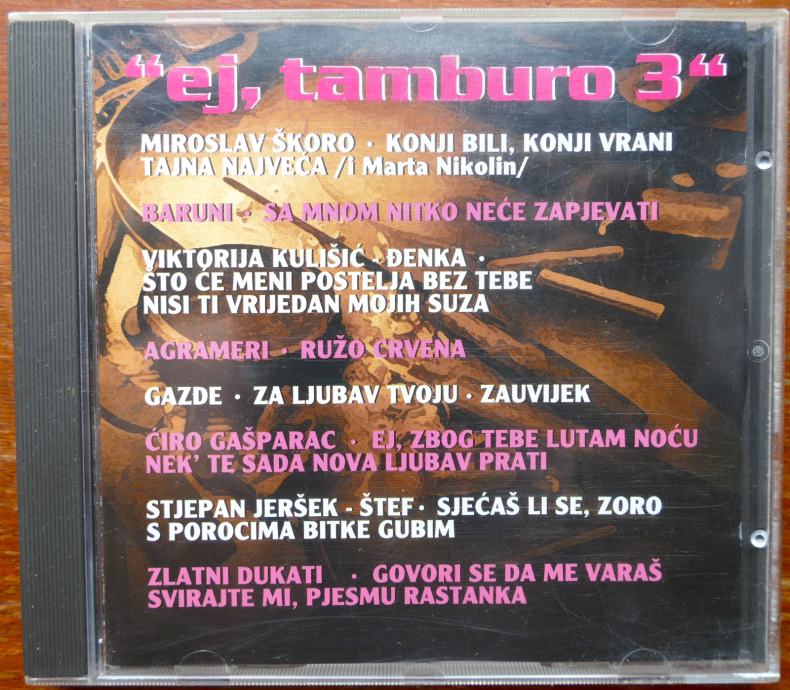 “ej, tamburo 3“
MIROSLAV ŠKORO · KONJI BILI, KONJI VRANI
TAJNA NAJVEĆA /i Marta Nikolin/
BARUNI · SA MNOM NITKO NEĆE ZAPJEVATI
VIKTORIJA KULIŠIĆ - ĐENKA ·
ŠTO ĆE MENI POSTELJA BEZ TEBE
NISI TI VRIJEDAN MOJIH SUZA
AGRAMERI · RUŽO CRVENA
GAZDE · ZA LJUBAV TVOJU · ZAUVIJEK
ĆIRO GAŠPARAC · EJ, ZBOG TEBE LUTAM NOĆU
NEK' TE SADA NOVA LJUBAV PRATI
STJEPAN JERŠEK - ŠTEF · SJEĆAŠ LI SE, ZORO
S POROCIMA BITKE GUBIM
ZLATNI DUKATI · GOVORI SE DA ME VARAŠ
SVIRAJTE MI, PJESMU RASTANKA